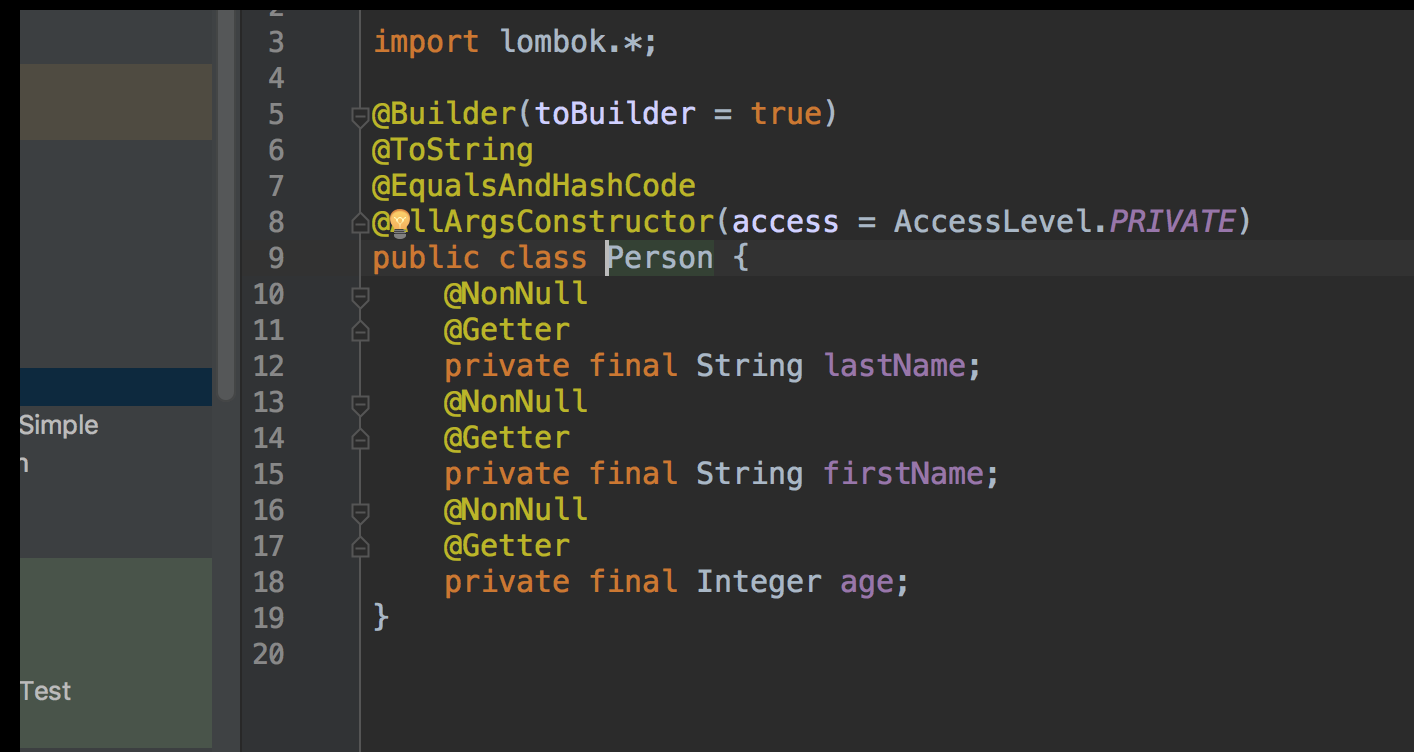 Simple
Test
2
3 import lombok.*;
4
5 @Builder(toBuilder = true)
6 @ToString
7 @EqualsAndHashCode
8 @llArgsConstructor(access = AccessLevel.PRIVATE)
9 public class Person {
10 @NonNull
11 @Getter
12 private final String lastName;
13 @NonNull
14 @Getter
15 private final String firstName;
16 @NonNull
17 @Getter
18 private final Integer age;
19 }
20